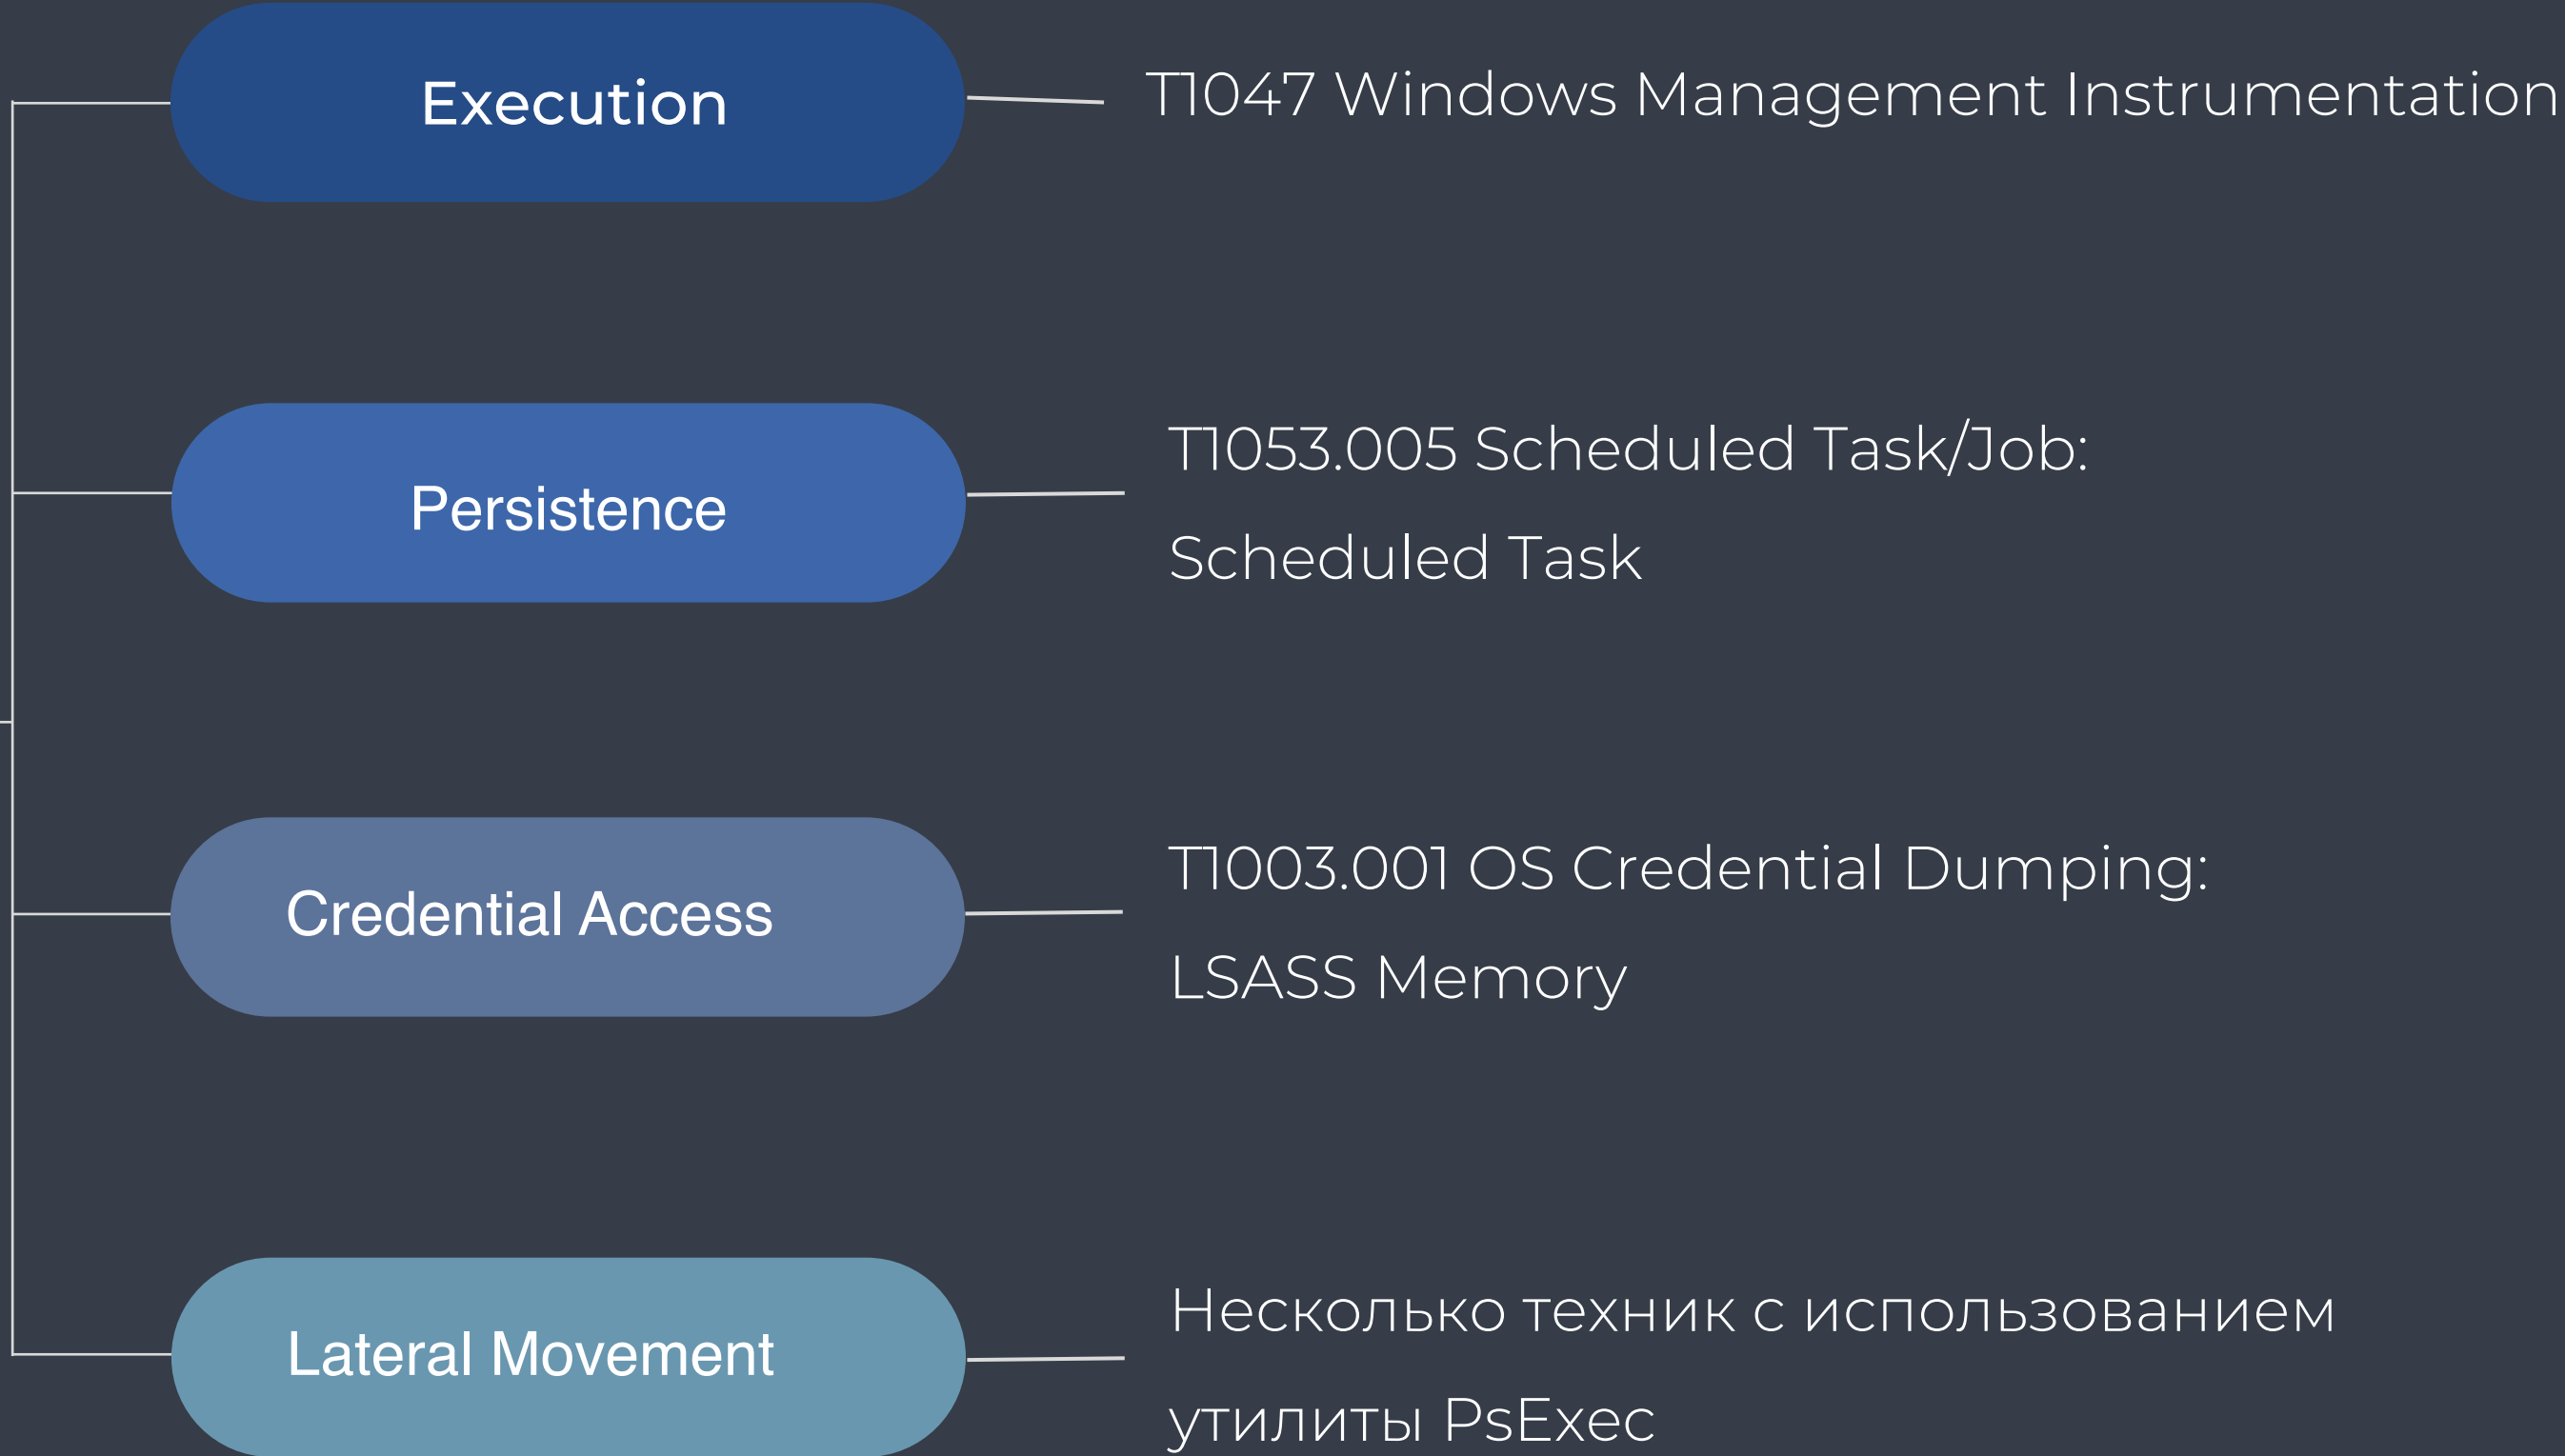 Execution
T1047 Windows Management Instrumentation
Persistence
T1053.005 Scheduled Task/Job:
Scheduled Task
Credential Access
T1003.001 OS Credential Dumping:
LSASS Memory
Lateral Movement
Несколько техник с использованием
утилиты PsExec